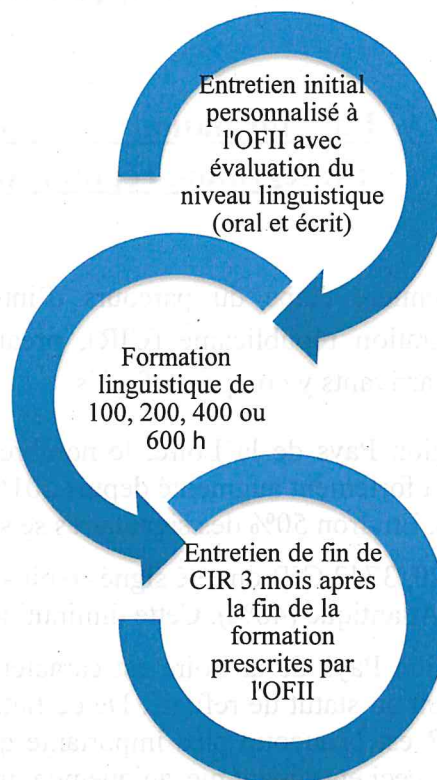 Entretien initial
personnalisé à
l'OFII avec
évaluation du
niveau linguistique
(oral et écrit)
Formation
linguistique de
100, 200, 400 ou
600 h
Entretien de fin de
CIR 3 mois après
la fin de la
formation
prescrites par
l'OFII